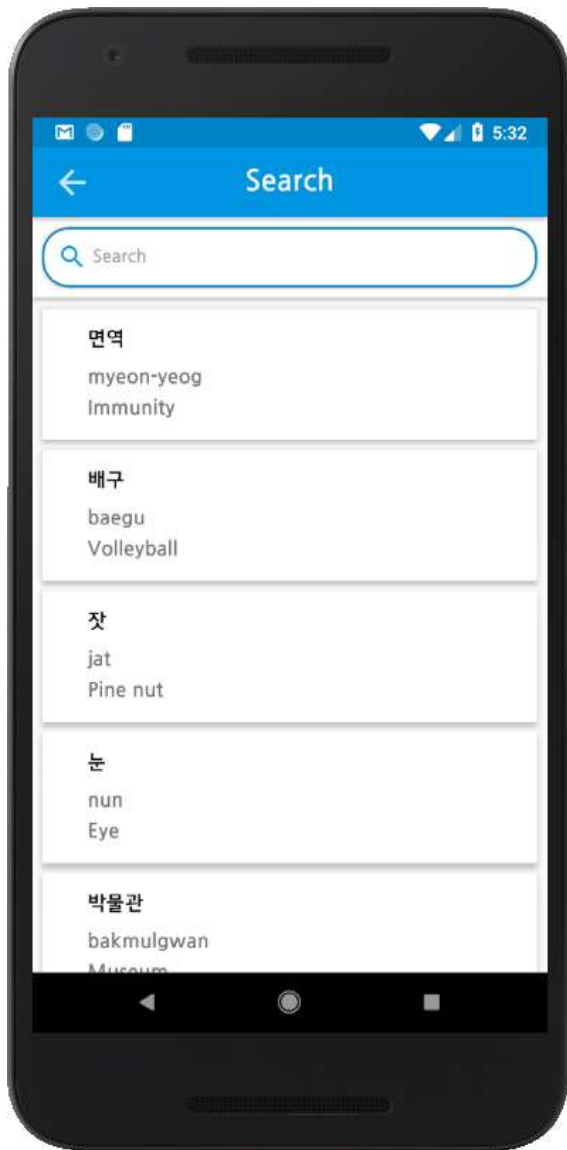 5:32
Search
Search
면역
myeon-yeog
Immunity
배구
baegu
Volleyball
잣
jat
Pine nut
눈
nun
Eye
박물관
bakmulgwan
Museum